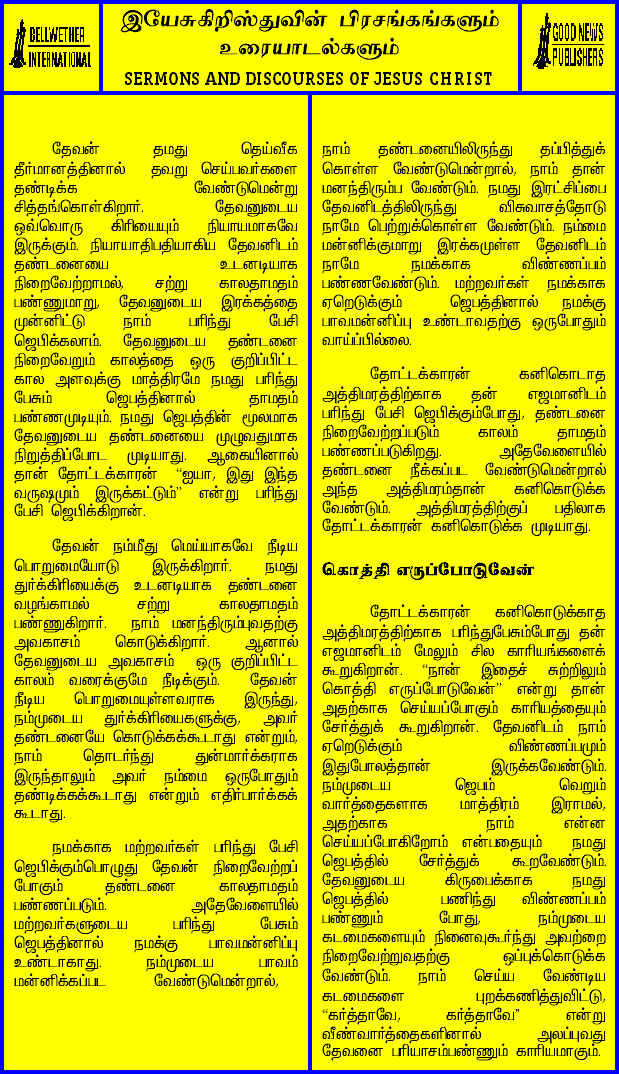 BELLWETHER
INTERNATIONAL
இயேசுகிறிஸ்துவின் பிரசங்கங்களும்
உரையாடல்களும்
SERMONS AND DISCOURSES OF JESUS CHRIST
GOOD NEWS
PUBLISHERS
தேவன் தமது தெய்வீக
தீர்மானத்தினால் தவறு செய்பவர்களை
தண்டிக்க வேண்டுமென்று
சித்தங்கொள்கிறார். தேவனுடைய
ஒவ்வொரு கிரியையும் நியாயமாகவே
இருக்கும். நியாயாதிபதியாகிய தேவனிடம்
தண்டனையை உடனடியாக
நிறைவேற்றாமல், சற்று காலதாமதம்
பண்ணுமாறு, தேவனுடைய இரக்கத்தை
முன்னிட்டு நாம் பரிந்து பேசி
ஜெபிக்கலாம். தேவனுடைய தண்டனை
நிறைவேறும் காலத்தை ஒரு குறிப்பிட்ட
கால அளவுக்கு மாத்திரமே நமது பரிந்து
பேசும் ஜெபத்தினால் தாமதம்
பண்ணமுடியும். நமது ஜெபத்தின் மூலமாக
தேவனுடைய தண்டனையை முழுவதுமாக
நிறுத்திப்போட முடியாது. ஆகையினால்
தான் தோட்டக்காரன் “ஐயா, இது இந்த
வருஷமும் இருக்கட்டும்” என்று பரிந்து
பேசி ஜெபிக்கிறான்.
தேவன் நம்மீது மெய்யாகவே நீடிய
பொறுமையோடு இருக்கிறார். நமது
துர்க்கிரியைக்கு உடனடியாக தண்டனை
வழங்காமல் சற்று காலதாமதம்
பண்ணுகிறார். நாம் மனந்திரும்புவதற்கு
அவகாசம் கொடுக்கிறார். ஆனால்
தேவனுடைய அவகாசம் ஒரு குறிப்பிட்ட
காலம் வரைக்குமே நீடிக்கும். தேவன்
நீடிய பொறுமையுள்ளவராக இருந்து,
நம்முடைய துர்க்கிரியைகளுக்கு, அவர்
தண்டனையே கொடுக்கக்கூடாது என்றும்,
நாம் தொடர்ந்து துன்மார்க்கராக
இருந்தாலும் அவர் நம்மை ஒருபோதும்
தண்டிக்கக்கூடாது என்றும் எதிர்பார்க்கக்
கூடாது.
நமக்காக மற்றவர்கள் பரிந்து பேசி
ஜெபிக்கும்பொழுது தேவன் நிறைவேற்றப்
போகும் தண்டனை காலதாமதம்
பண்ணப்படும். அதேவேளையில்
மற்றவர்களுடைய பரிந்து பேசும்
ஜெபத்தினால் நமக்கு பாவமன்னிப்பு
உண்டாகாது. நம்முடைய பாவம்
மன்னிக்கப்பட வேண்டுமென்றால்,
நாம் தண்டனையிலிருந்து தப்பித்துக்
கொள்ள வேண்டுமென்றால், நாம் தான்
மனந்திரும்ப வேண்டும். நமது இரட்சிப்பை
தேவனிடத்திலிருந்து விசுவாசத்தோடு
நாமே பெற்றுக்கொள்ள வேண்டும். நம்மை
மன்னிக்குமாறு இரக்கமுள்ள தேவனிடம்
நாமே நமக்காக விண்ணப்பம்
பண்ணவேண்டும். மற்றவர்கள் நமக்காக
ஏறெடுக்கும் ஜெபத்தினால் நமக்கு
பாவமன்னிப்பு உண்டாவதற்கு ஒருபோதும்
வாய்ப்பில்லை.
தோட்டக்காரன் கனிகொடாத
அத்திமரத்திற்காக தன் எஜமானிடம்
பரிந்து பேசி ஜெபிக்கும்போது, தண்டனை
நிறைவேற்றப்படும் காலம் தாமதம்
பண்ணப்படுகிறது. அதேவேளையில்
தண்டனை நீக்கப்பட வேண்டுமென்றால்
அந்த அத்திமரம்தான் கனிகொடுக்க
வேண்டும். அத்திமரத்திற்குப் பதிலாக
தோட்டக்காரன் கனிகொடுக்க முடியாது.
கொத்தி எருப்போடுவேன்
தோட்டக்காரன் கனிகொடுக்காத
அத்திமரத்திற்காக பரிந்துபேசும்போது தன்
எஜமானிடம் மேலும் சில காரியங்களைக்
கூறுகிறான். “நான் இதைச் சுற்றிலும்
கொத்தி எருப்போடுவேன்” என்று தான்
அதற்காக செய்யப்போகும் காரியத்தையும்
சேர்த்துக் கூறுகிறான். தேவனிடம் நாம்
ஏறெடுக்கும் விண்ணப்பமும்
இதுபோலத்தான் இருக்கவேண்டும்.
நம்முடைய ஜெபம் வெறும்
வார்த்தைகளாக மாத்திரம் இராமல்,
அதற்காக நாம் என்ன
செய்யப்போகிறோம் என்பதையும் நமது
ஜெபத்தில் சேர்த்துக் கூறவேண்டும்.
தேவனுடைய கிருபைக்காக நமது
ஜெபத்தில் பணிந்து விண்ணப்பம்
பண்ணும் போது, நம்முடைய
கடமைகளையும் நினைவுகூர்ந்து அவற்றை
நிறைவேற்றுவதற்கு ஒப்புக்கொடுக்க
வேண்டும். நாம் செய்ய வேண்டிய
கடமைகளை புறக்கணித்துவிட்டு,
“கர்த்தாவே, கர்த்தாவே” என்று
வீண்வார்த்தைகளினால் அலப்புவது
தேவனை பரியாசம்பண்ணும் காரியமாகும்.